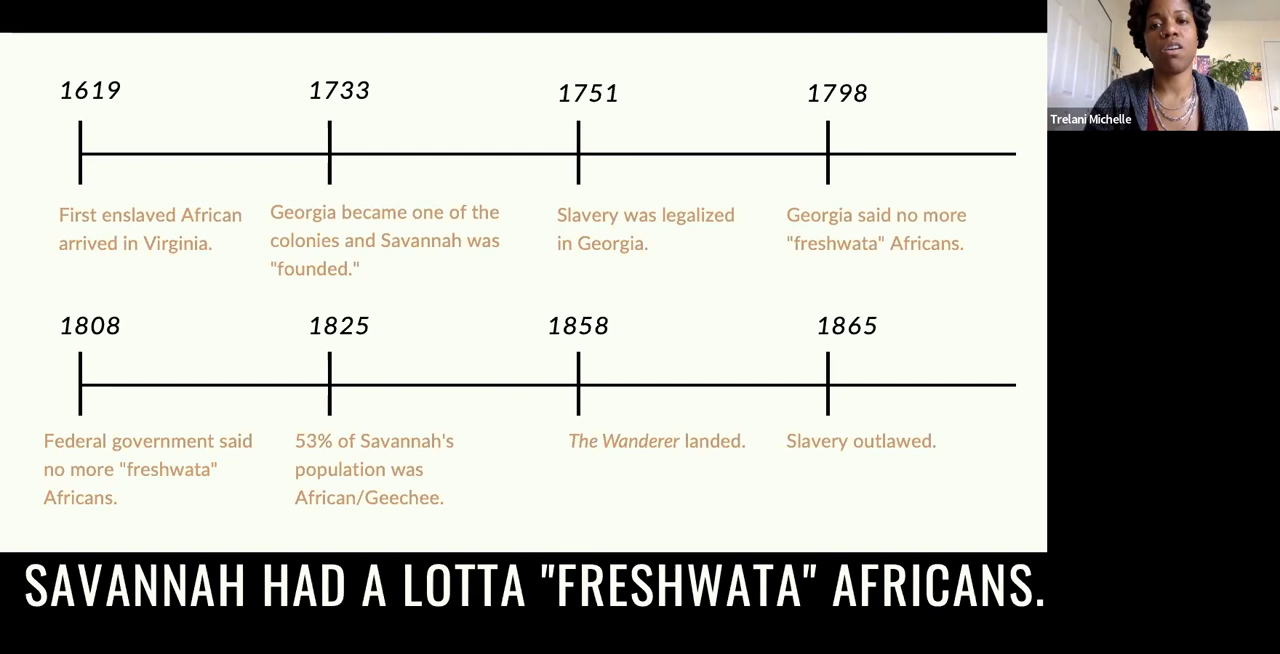 1619
1733
1751
1798
First enslaved African
arrived in Virginia.
Georgia became one of the
colonies and Savannah was
"founded."
Slavery was legalized
in Georgia.
Georgia said no more
"freshwata" Africans.
1808
1825
1858
1865
Federal government said
no more "freshwata"
Africans.
53% of Savannah's
population was
African/Geechee.
The Wanderer landed.
Slavery outlawed.
SAVANNAH HAD A LOTTA "FRESHWATA" AFRICANS.
Trelani Michelle